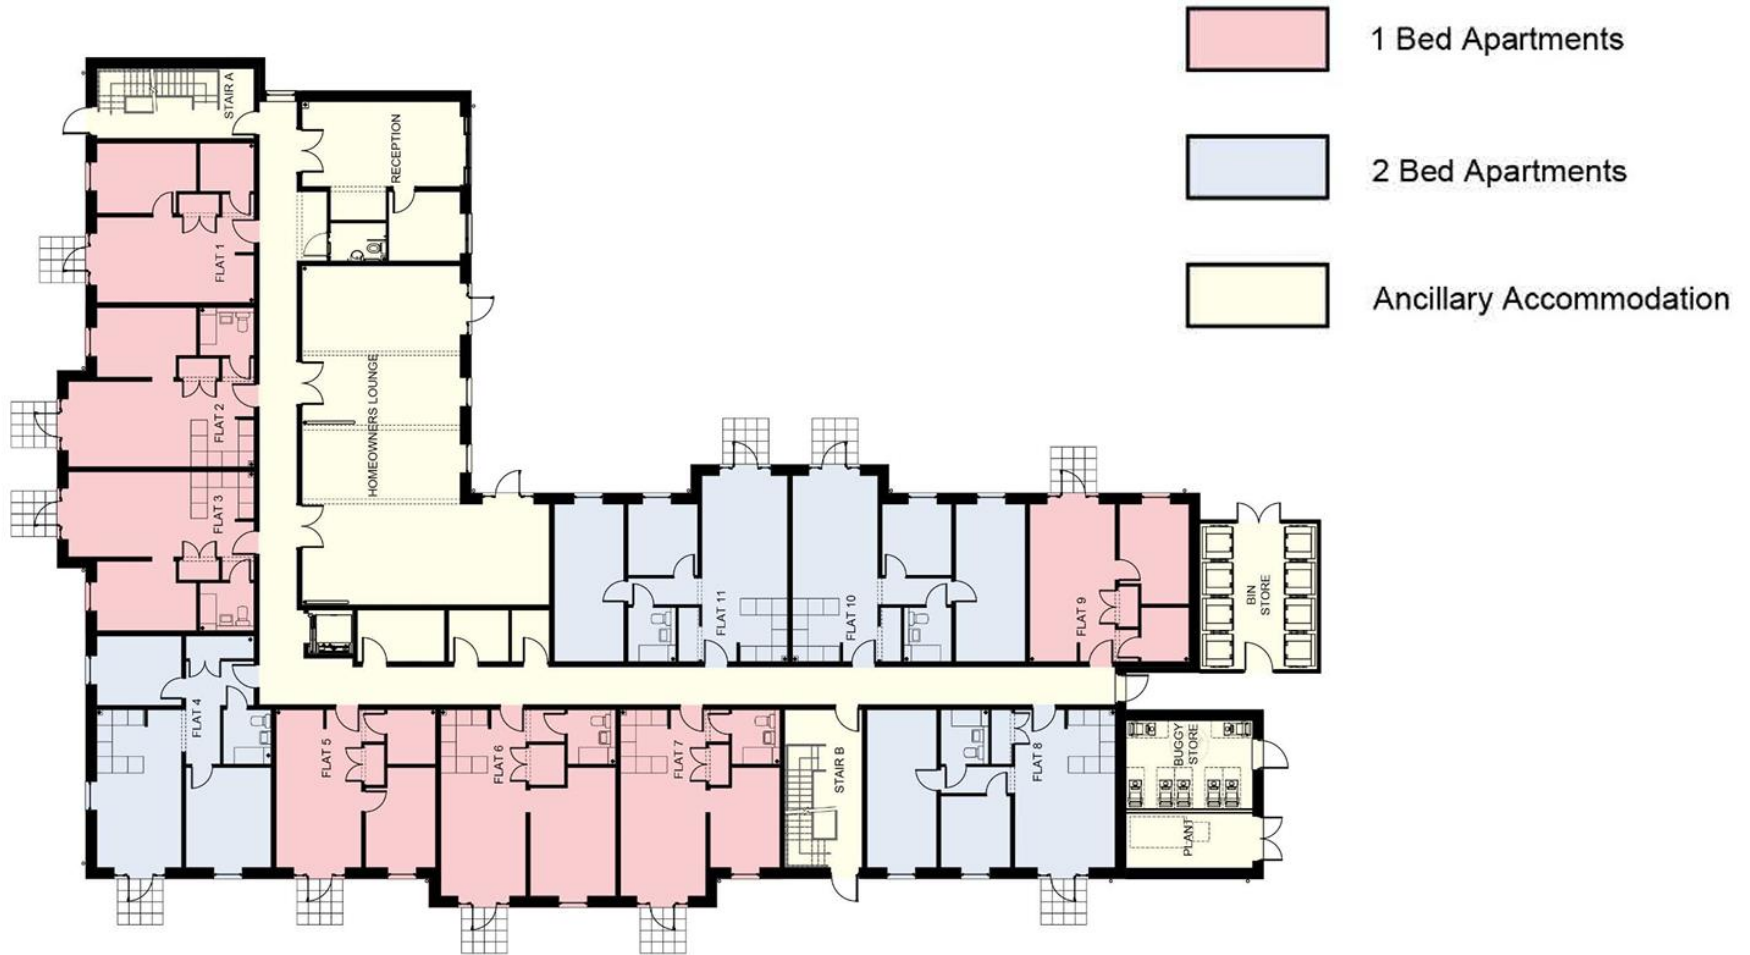 1 Bed Apartments
2 Bed Apartments
Ancillary Accommodation
STAIR A
RECEPTION
FLAT 1
HOMEOWNERS LOUNGE
FLAT 2
FLAT 3
FLAT 4
FLAT 5
FLAT 6
FLAT 7
STAIR B
FLAT 8
FLAT 11
FLAT 10
FLAT 9
BIN
STORE
BUGGY
STORE
PLANT